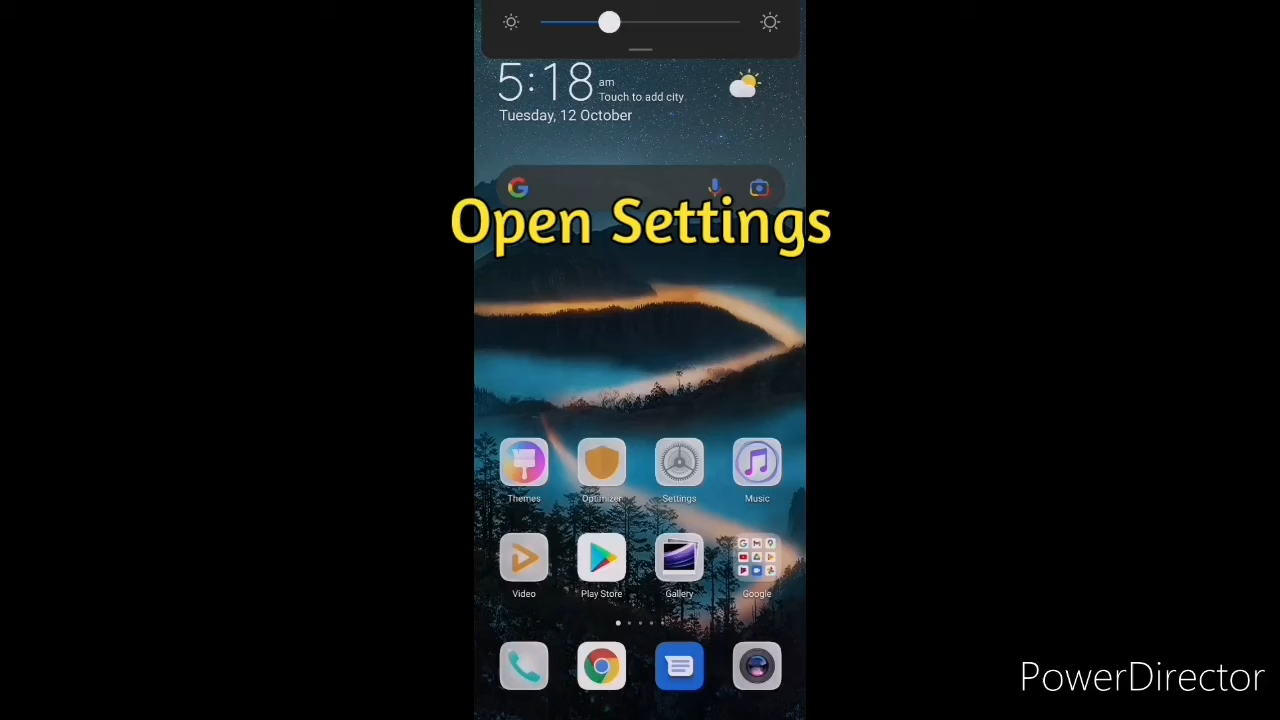 5:18 am
Touch to add city
Tuesday, 12 October
Open Settings
Themes Optimizer Settings Music
Video Play Store Gallery Google
PowerDirector